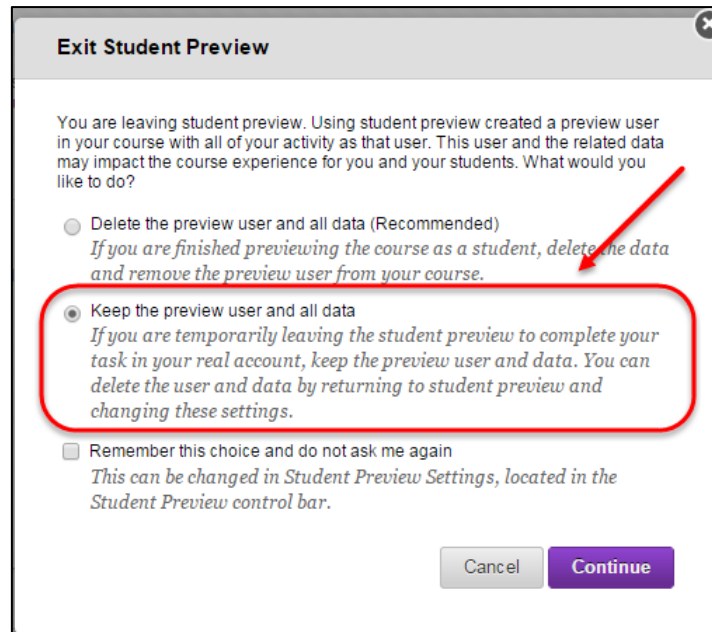 Exit Student Preview
You are leaving student preview. Using student preview created a preview user
in your course with all of your activity as that user. This user and the related data
may impact the course experience for you and your students. What would you
like to do?
Delete the preview user and all data (Recommended)
If you are finished previewing the course as a student, delete the data
and remove the preview user from your course.
Keep the preview user and all data
If you are temporarily leaving the student preview to complete your
task in your real account, keep the preview user and data. You can
delete the user and data by returning to student preview and
changing these settings.
Remember this choice and do not ask me again
This can be changed in Student Preview Settings, located in the
Student Preview control bar.
Cancel Continue